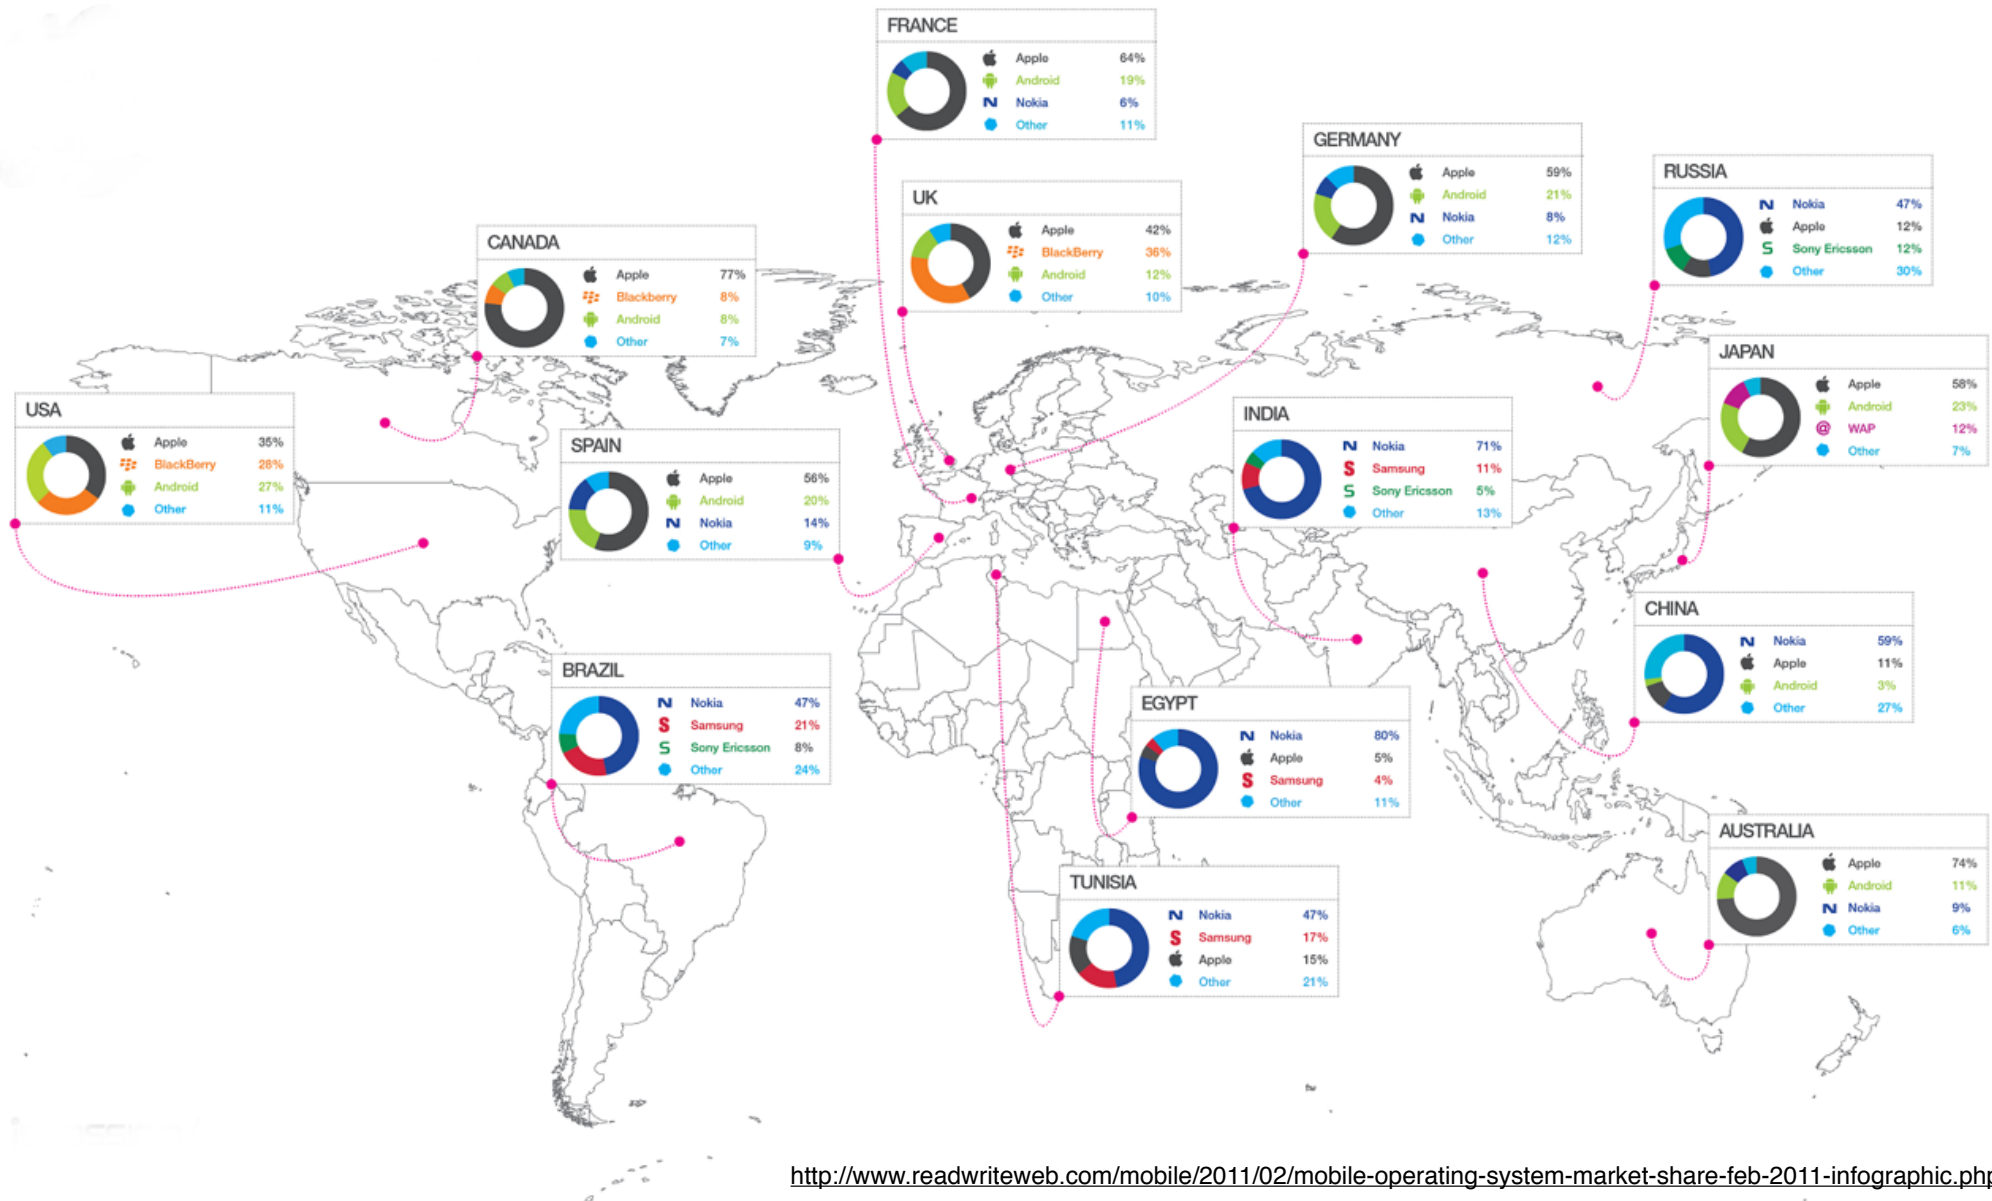 FRANCE
Apple 64%
Android 19%
Nokia 6%
Other 11%
GERMANY
Apple 59%
Android 21%
Nokia 8%
Other 12%
RUSSIA
Nokia 47%
Apple 12%
Sony Ericsson 12%
Other 30%
UK
Apple 42%
BlackBerry 36%
Android 12%
Other 10%
CANADA
Apple 77%
Blackberry 8%
Android 8%
Other 7%
JAPAN
Apple 58%
Android 23%
@ WAP 12%
Other 7%
USA
Apple 35%
BlackBerry 28%
Android 27%
Other 11%
INDIA
Nokia 71%
Samsung 11%
Sony Ericsson 5%
Other 13%
SPAIN
Apple 56%
Android 20%
Nokia 14%
Other 9%
CHINA
Nokia 59%
Apple 11%
Android 3%
Other 27%
BRAZIL
Nokia 47%
Samsung 21%
Sony Ericsson 8%
Other 24%
EGYPT
Nokia 80%
Apple 5%
Samsung 4%
Other 11%
AUSTRALIA
Apple 74%
Android 11%
Nokia 9%
Other 6%
TUNISIA
Nokia 47%
Samsung 17%
Apple 15%
Other 21%
http://www.readwriteweb.com/mobile/2011/02/mobile-operating-system-market-share-feb-2011-infographic.php